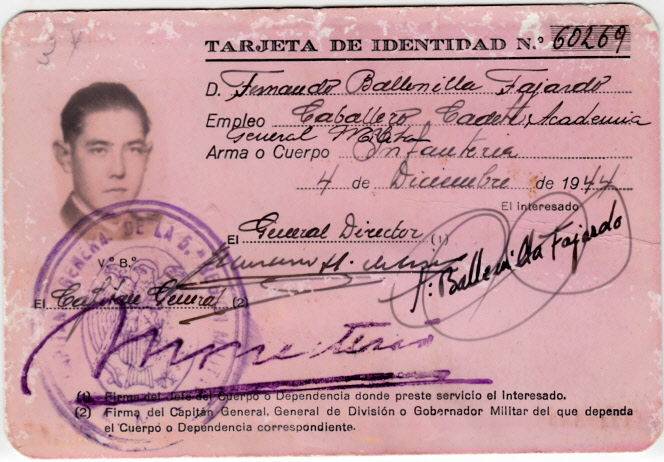 TARJETA DE IDENTIDAD N.º 60269
D. Fernando Ballenilla Fajardo
Empleo Caballero Cadete, Academia
General Militar
Arma o Cuerpo Infantería
4 de Diciembre de 1944
El interesado
El General Director (1)
F. Ballenilla Fajardo
V.º B.º
El Capitán General (2)
(1) Firma del Jefe del Cuerpo o Dependencia donde preste servicio el Interesado.
(2) Firma del Capitán General, General de División o Gobernador Militar del que dependa
el Cuerpo o Dependencia correspondiente.